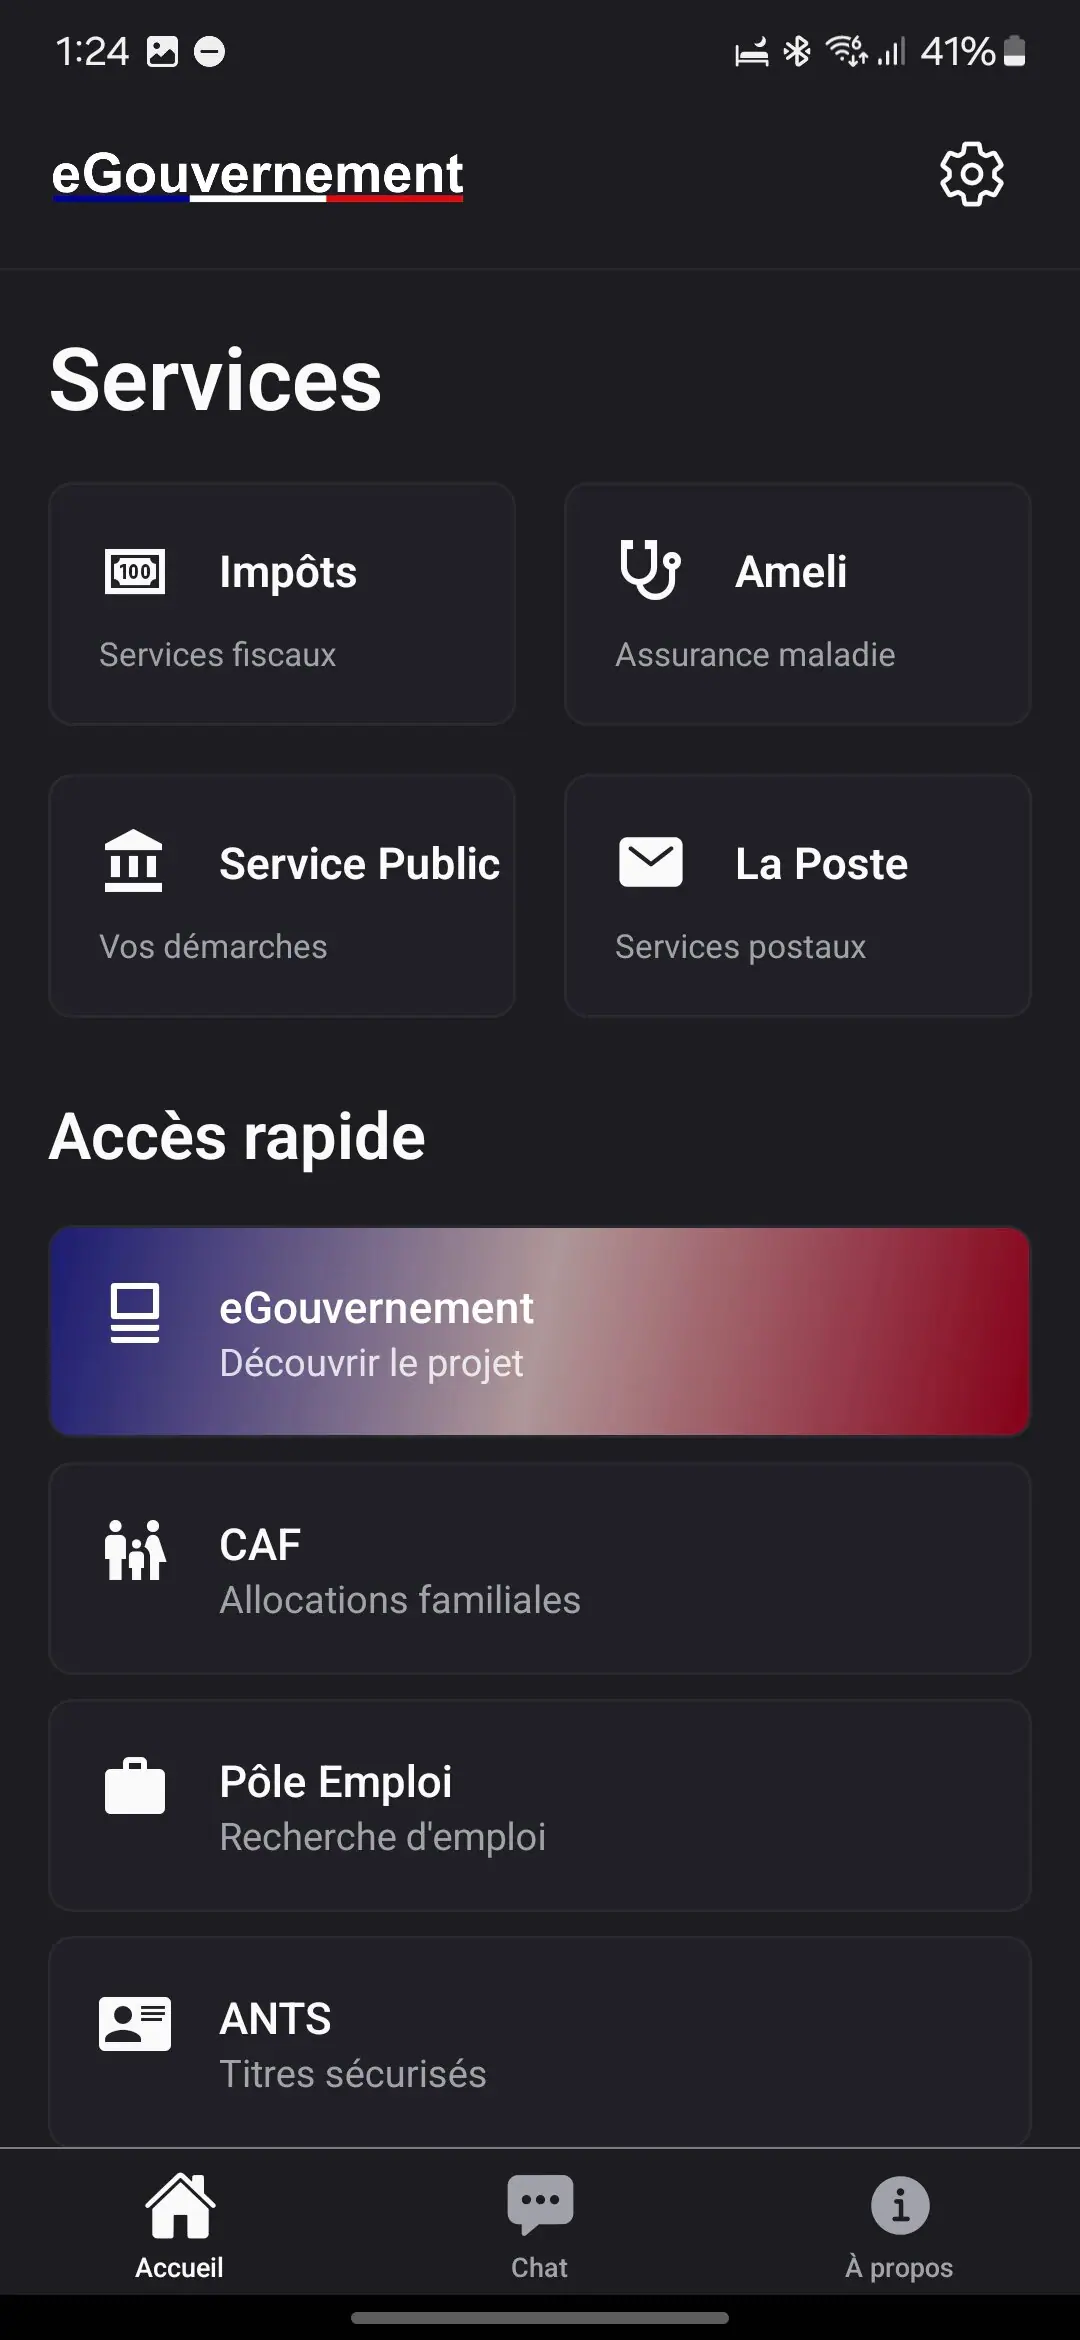 1:24
41%
eGouvernement
Services
100
Impôts
Services fiscaux
Ameli
Assurance maladie
Service Public
Vos démarches
La Poste
Services postaux
Accès rapide
eGouvernement
Découvrir le projet
CAF
Allocations familiales
Pôle Emploi
Recherche d'emploi
ANTS
Titres sécurisés
Accueil
Chat
À propos